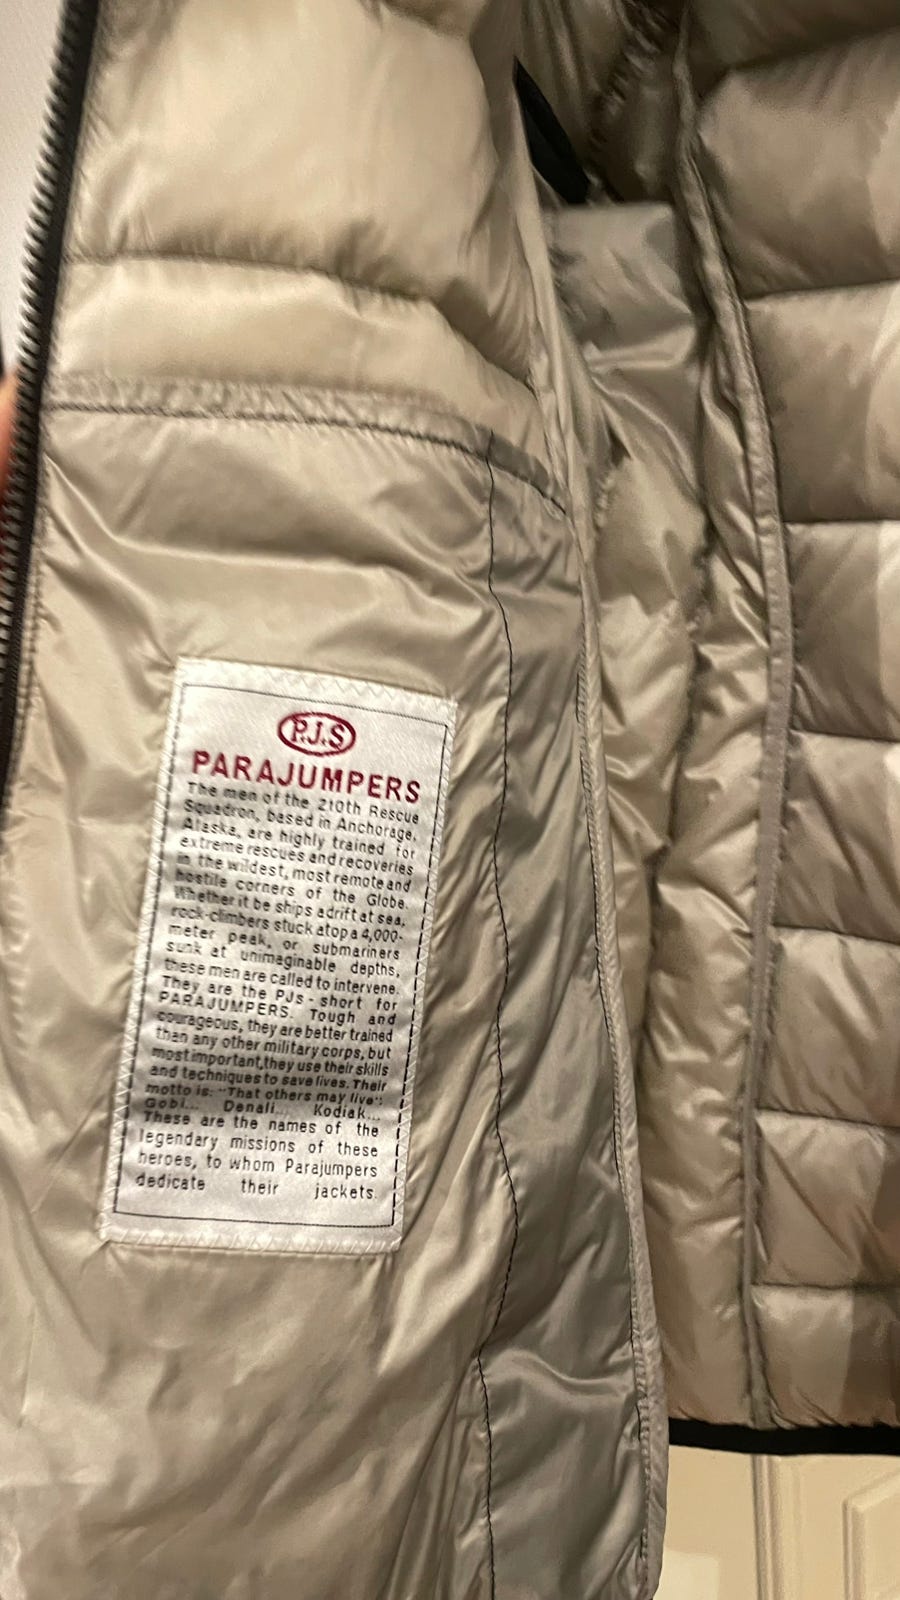 P.J.S
PARAJUMPERS
The men of the 210th Rescue
Squadron, based in Anchorage,
Alaska, are highly trained for
extreme rescues and recoveries
in the wildest, most remote and
hostile corners of the Globe.
Whether it be ships adrift at sea,
rock-climbers stuck atop a 4,000-
meter peak, or submariners
sunk at unimaginable depths,
these men are called to intervene.
They are the PJs - short for
PARAJUMPERS. Tough and
courageous, they are better trained
than any other military corps, but
most important,they use their skills
and techniques to save lives. Their
motto is: "That others may live":
Gobi... Denali... Kodiak...
These are the names of the
legendary missions of these
heroes, to whom Parajumpers
dedicate their jackets.